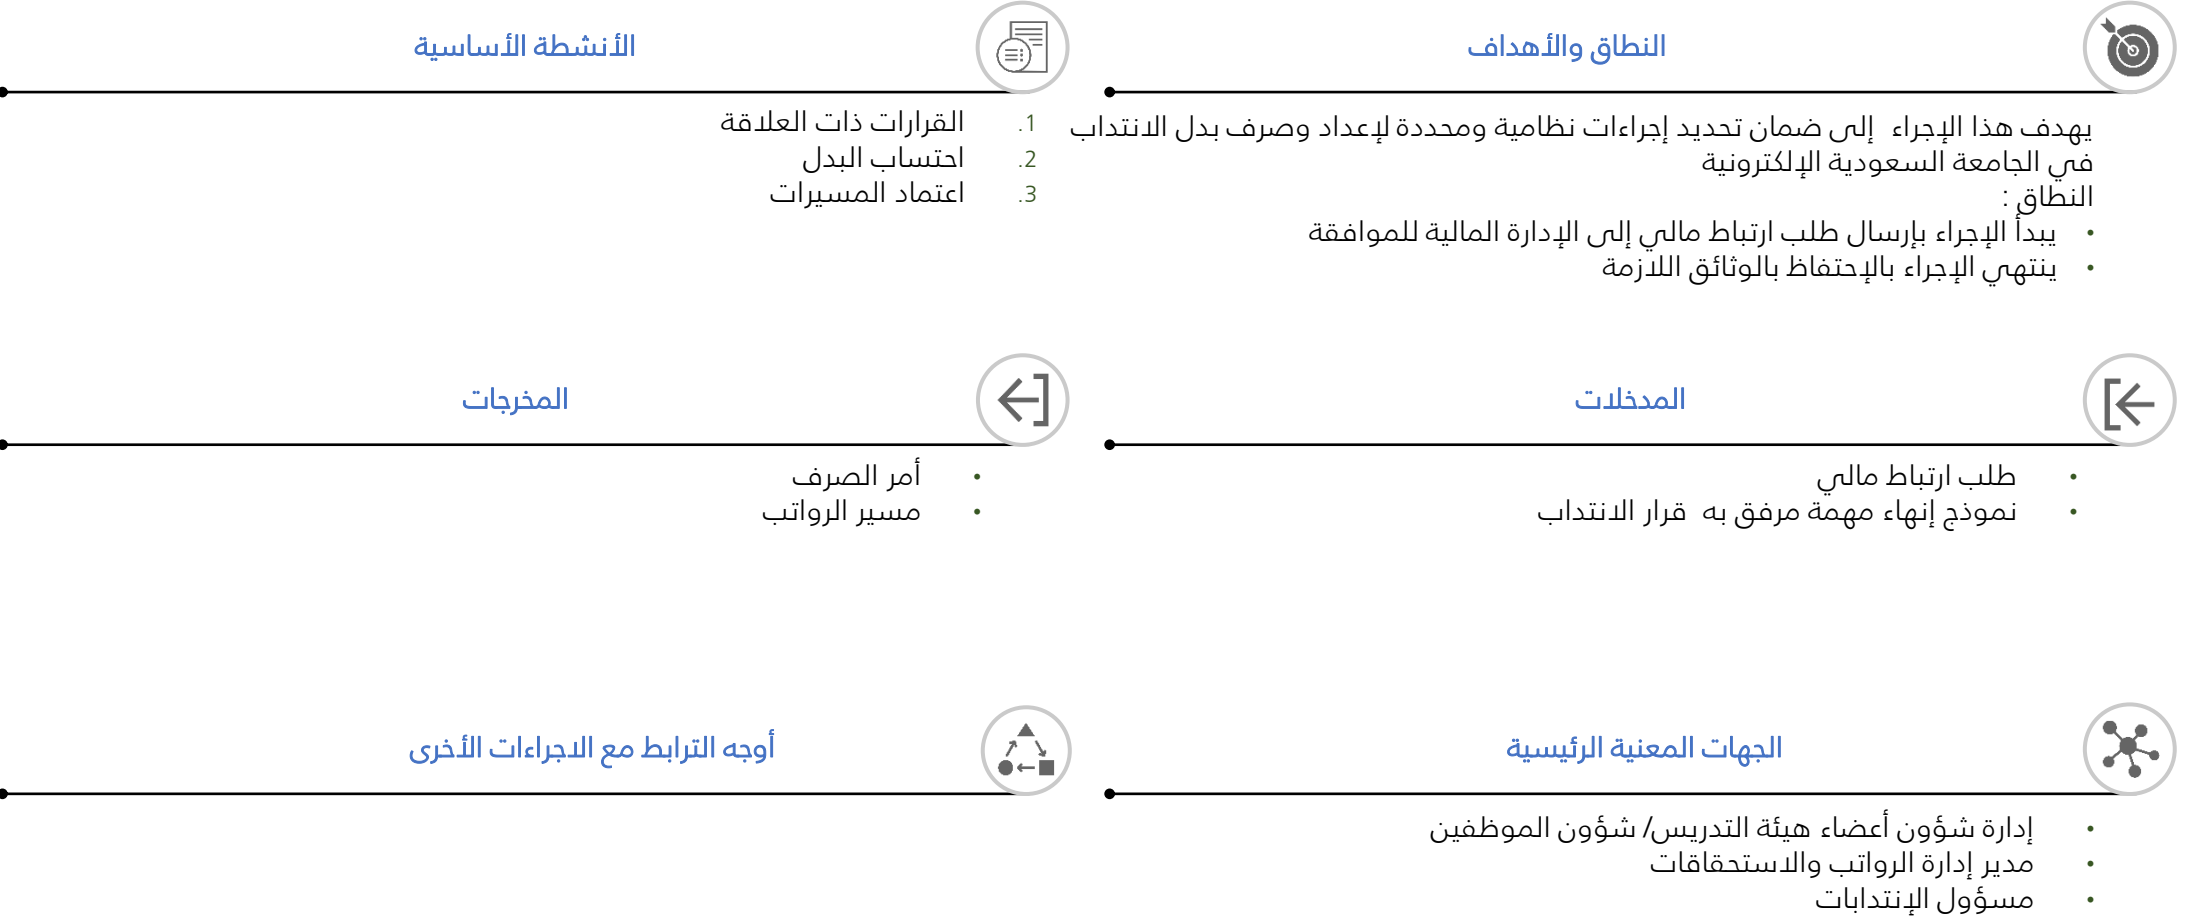 النطاق والأهداف
يهدف هذا الإجراء إلى ضمان تحديد إجراءات نظامية ومحددة لإعداد وصرف بدل الانتداب
في الجامعة السعودية الإلكترونية
النطاق :
• يبدأ الإجراء بإرسال طلب ارتباط مالي إلى الإدارة المالية للموافقة
• ينتهي الإجراء بالإحتفاظ بالوثائق اللازمة
الأنشطة الأساسية
1. القرارات ذات العلاقة
2. احتساب البدل
3. اعتماد المسيرات
المدخلات
• طلب ارتباط مالي
• نموذج إنهاء مهمة مرفق به قرار الانتداب
المخرجات
• أمر الصرف
• مسير الرواتب
الجهات المعنية الرئيسية
• إدارة شؤون أعضاء هيئة التدريس/ شؤون الموظفين
• مدير إدارة الرواتب والاستحقاقات
• مسؤول الإنتدابات
أوجه الترابط مع الاجراءات الأخرى